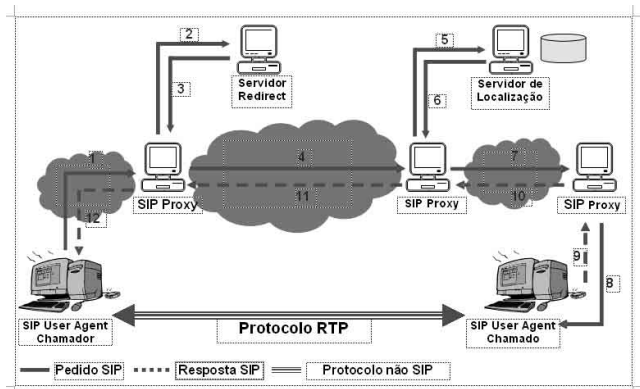 2
5
Servidor
Redirect
Servidor de
Localização
3
6
1
4
7
SIP Proxy
11
SIP Proxy
10
SIP Proxy
12
9
8
SIP User Agent
Chamador
Protocolo RTP
SIP User Agent
Chamado
Pedido SIP
Resposta SIP
Protocolo não SIP